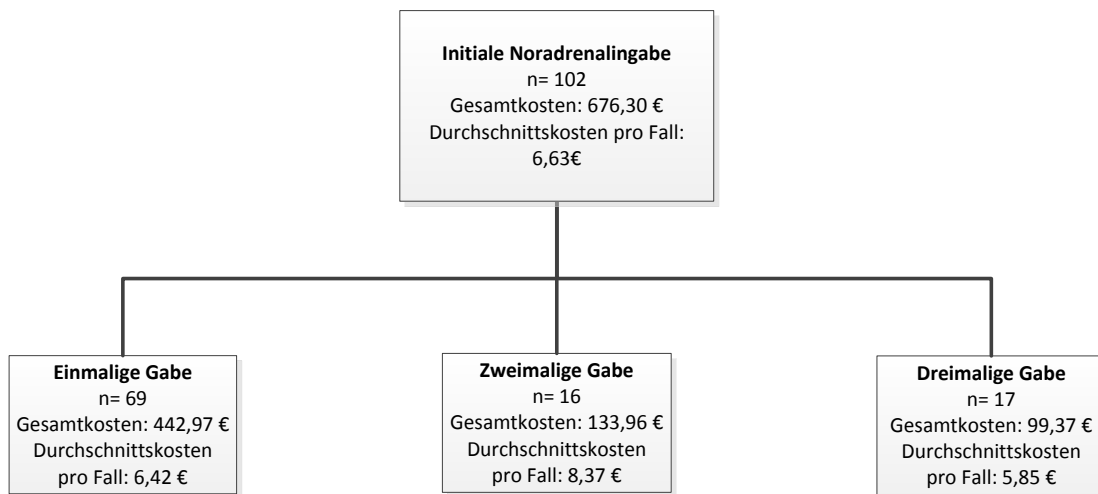 Initiale Noradrenalingabe
n= 102
Gesamtkosten: 676,30 €
Durchschnittskosten pro Fall:
6,63€
Einmalige Gabe
n= 69
Gesamtkosten: 442,97 €
Durchschnittskosten
pro Fall: 6,42 €
Zweimalige Gabe
n= 16
Gesamtkosten: 133,96 €
Durchschnittskosten
pro Fall: 8,37 €
Dreimalige Gabe
n= 17
Gesamtkosten: 99,37 €
Durchschnittskosten
pro Fall: 5,85 €